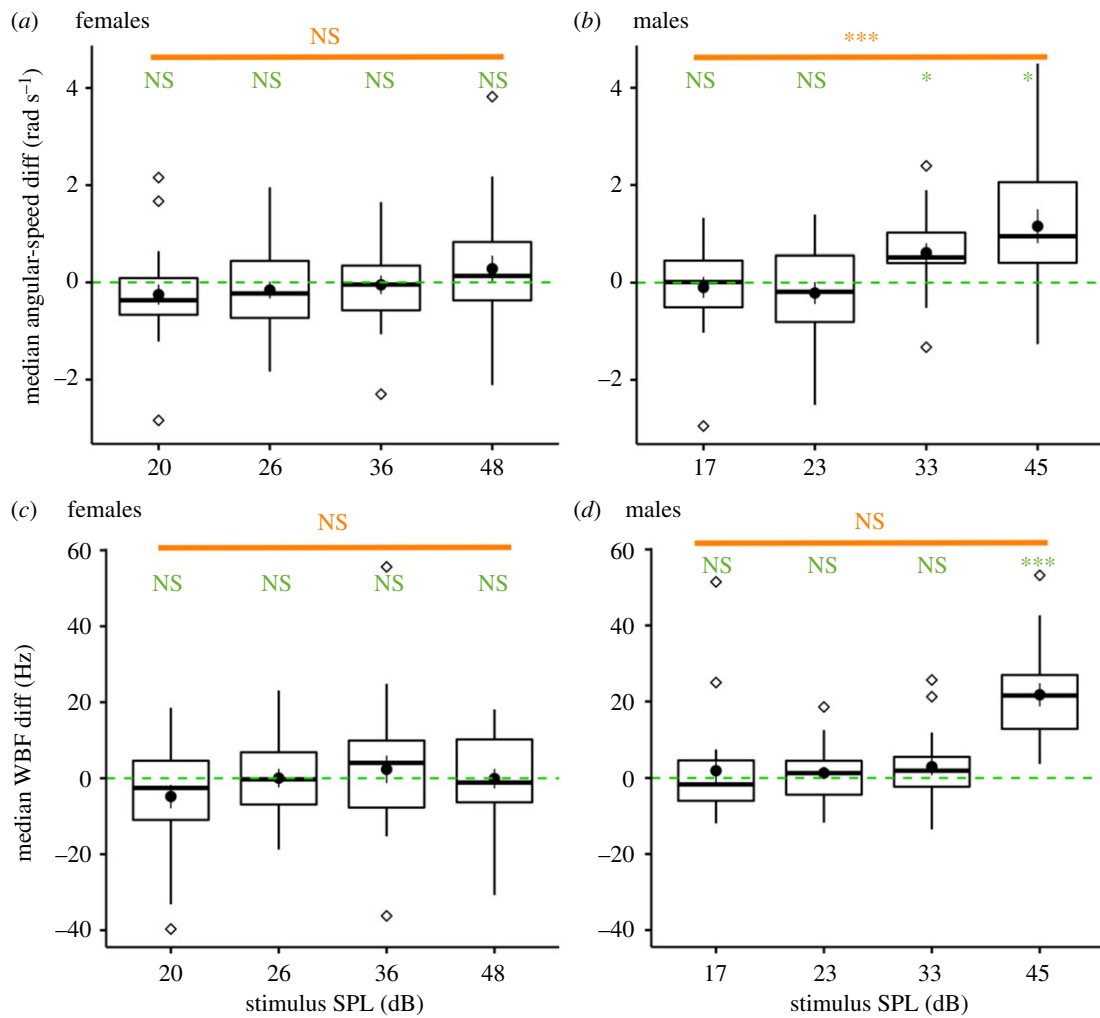 (a) females
(b) males
NS
***
NS NS NS NS
NS NS * *
median angular-speed diff (rad s−1)
4
2
0
−2
4
2
0
−2
20 26 36 48
17 23 33 45
(c) females
(d) males
NS
NS
NS NS NS NS
NS NS NS ***
median WBF diff (Hz)
60
40
20
0
−20
−40
60
40
20
0
−20
−40
20 26 36 48
17 23 33 45
stimulus SPL (dB)
stimulus SPL (dB)